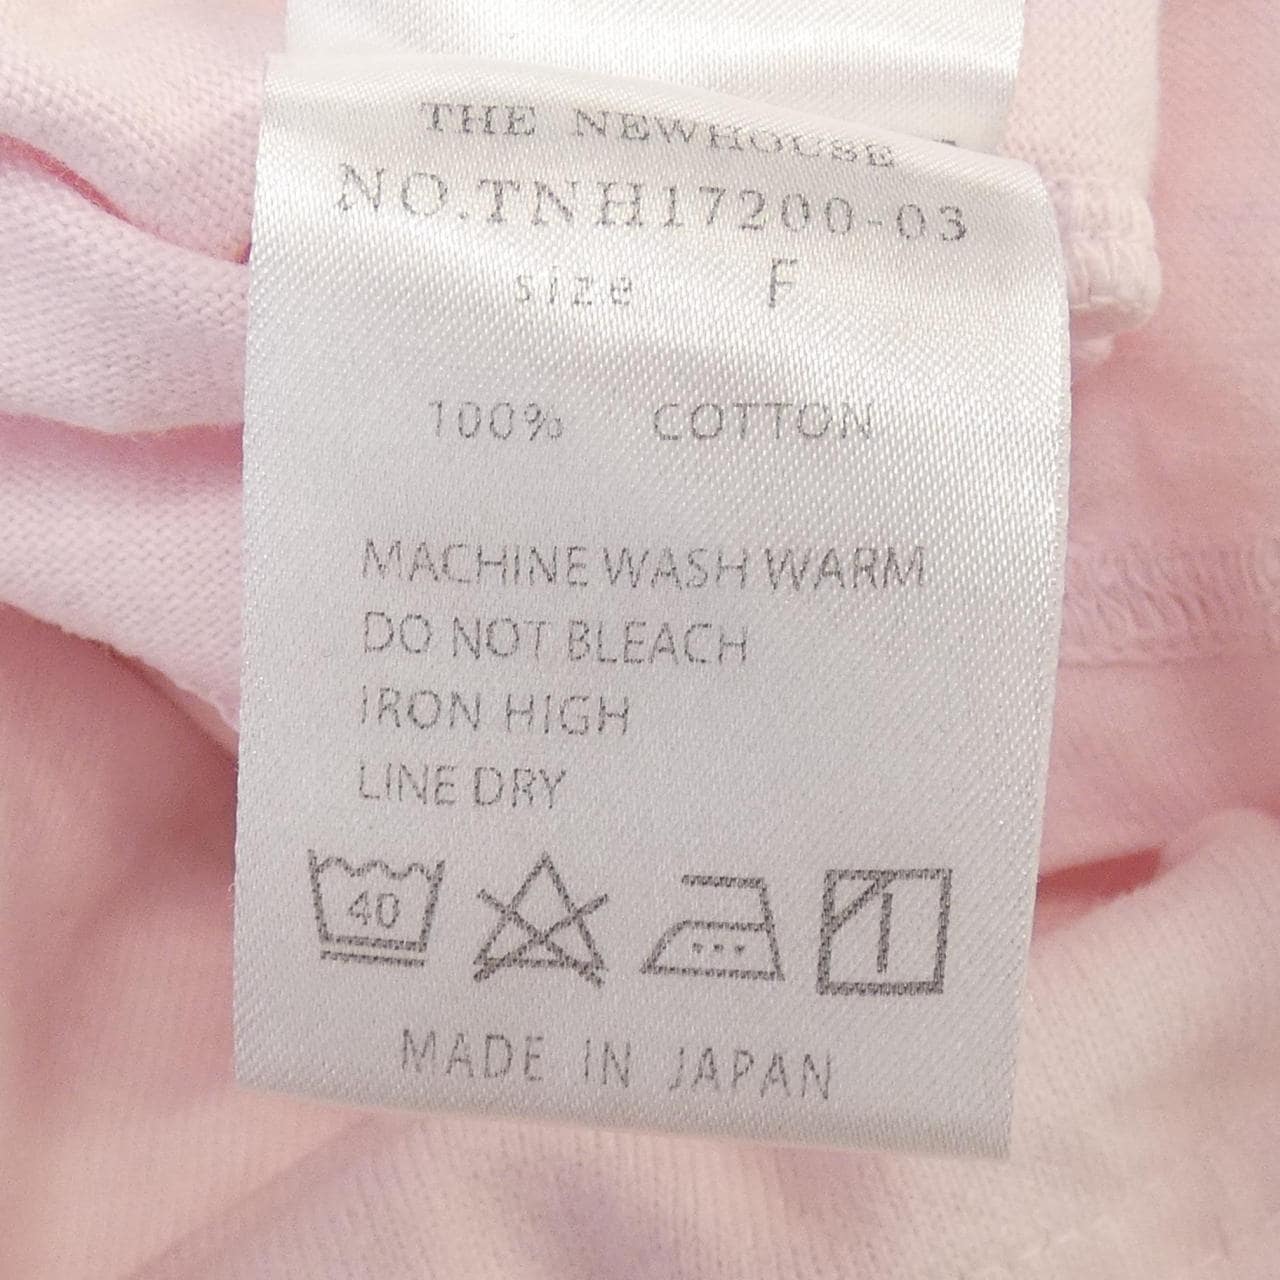 THE NEWHOUSE
NO.TNH17200-03
size F
100% COTTON
MACHINE WASH WARM
DO NOT BLEACH
IRON HIGH
LINE DRY
40
MADE IN JAPAN